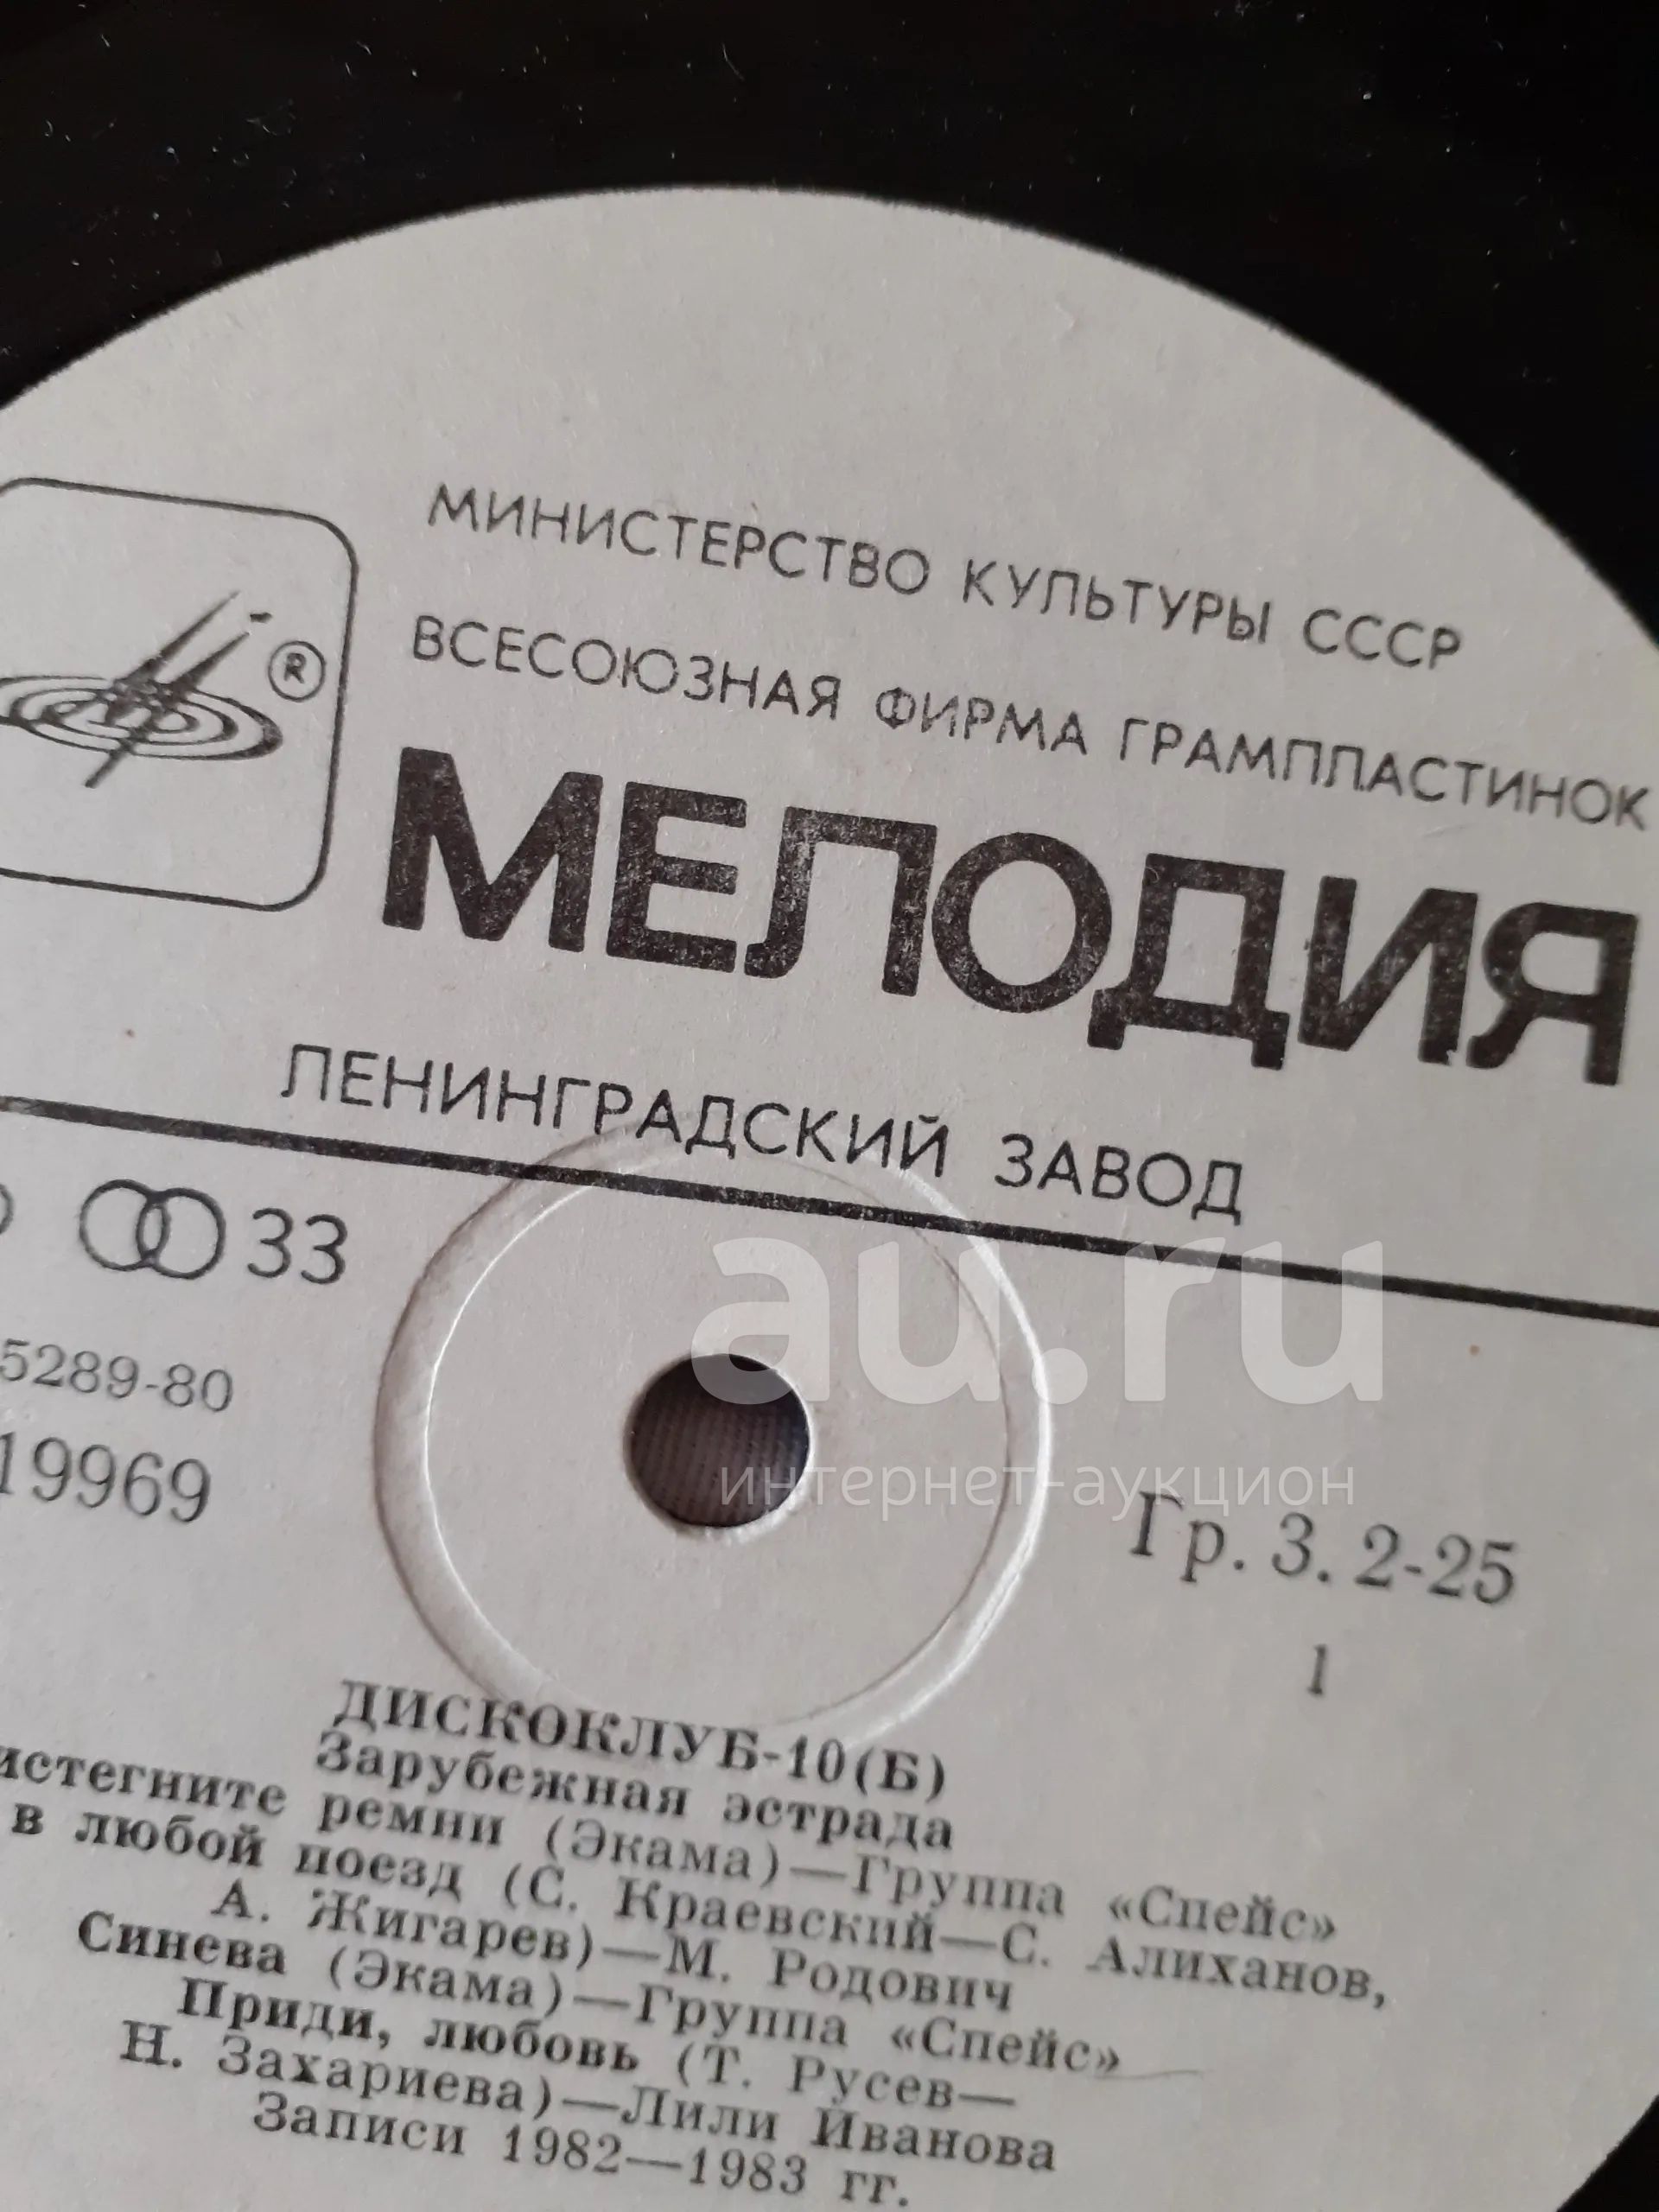 МИНИСТЕРСТВО КУЛЬТУРЫ СССР
ВСЕСОЮЗНАЯ ФИРМА ГРАМПЛАСТИНОК
®
МЕЛОДИЯ
ЛЕНИНГРАДСКИЙ ЗАВОД
33
5289-80
19969
au.ru
интернет-аукцион
Гр. 3. 2-25
1
ДИСКОКЛУБ-10(Б)
Зарубежная эстрада
истегните ремни (Экама)—Группа «Спейс»
в любой поезд (С. Краевский—С. Алиханов,
А. Жигарев)—М. Родович
Синева (Экама)—Группа «Спейс»
Приди, любовь (Т. Русев—
Н. Захариева)—Лили Иванова
Записи 1982—1983 гг.